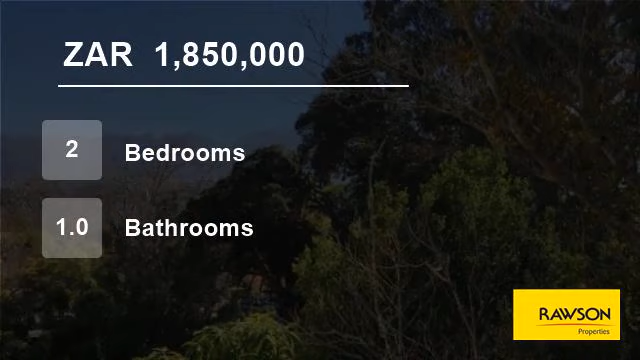 ZAR 1,850,000
2 Bedrooms
1.0 Bathrooms
RAWSON
Properties